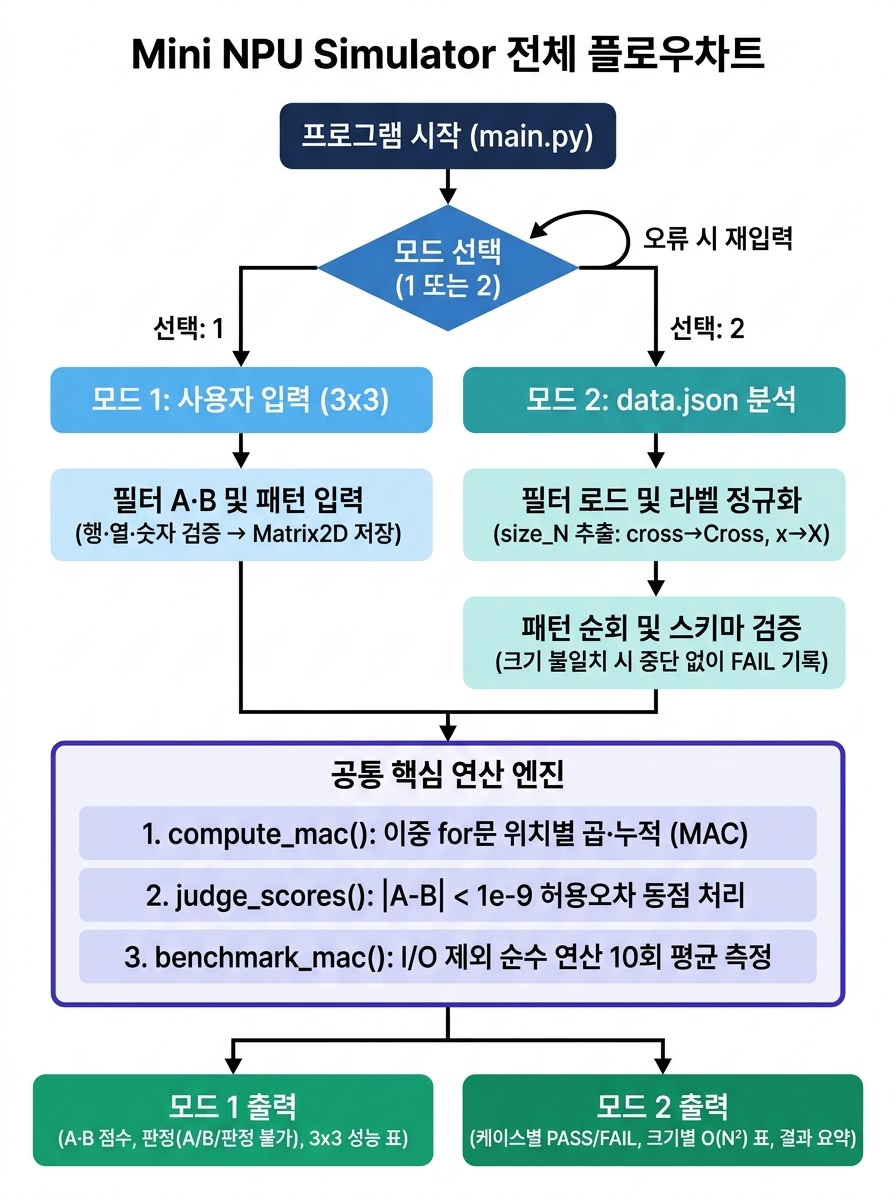 Mini NPU Simulator 전체 플로우차트
프로그램 시작 (main.py)
모드 선택
(1 또는 2)
오류 시 재입력
선택: 1
선택: 2
모드 1: 사용자 입력 (3x3)
모드 2: data.json 분석
필터 A·B 및 패턴 입력
(행·열·숫자 검증 → Matrix2D 저장)
필터 로드 및 라벨 정규화
(size_N 추출: cross→Cross, x→X)
패턴 순회 및 스키마 검증
(크기 불일치 시 중단 없이 FAIL 기록)
공통 핵심 연산 엔진
1. compute_mac(): 이중 for문 위치별 곱·누적 (MAC)
2. judge_scores(): |A-B| < 1e-9 허용오차 동점 처리
3. benchmark_mac(): I/O 제외 순수 연산 10회 평균 측정
모드 1 출력
(A·B 점수, 판정(A/B/판정 불가), 3x3 성능 표)
모드 2 출력
(케이스별 PASS/FAIL, 크기별 O(N²) 표, 결과 요약)